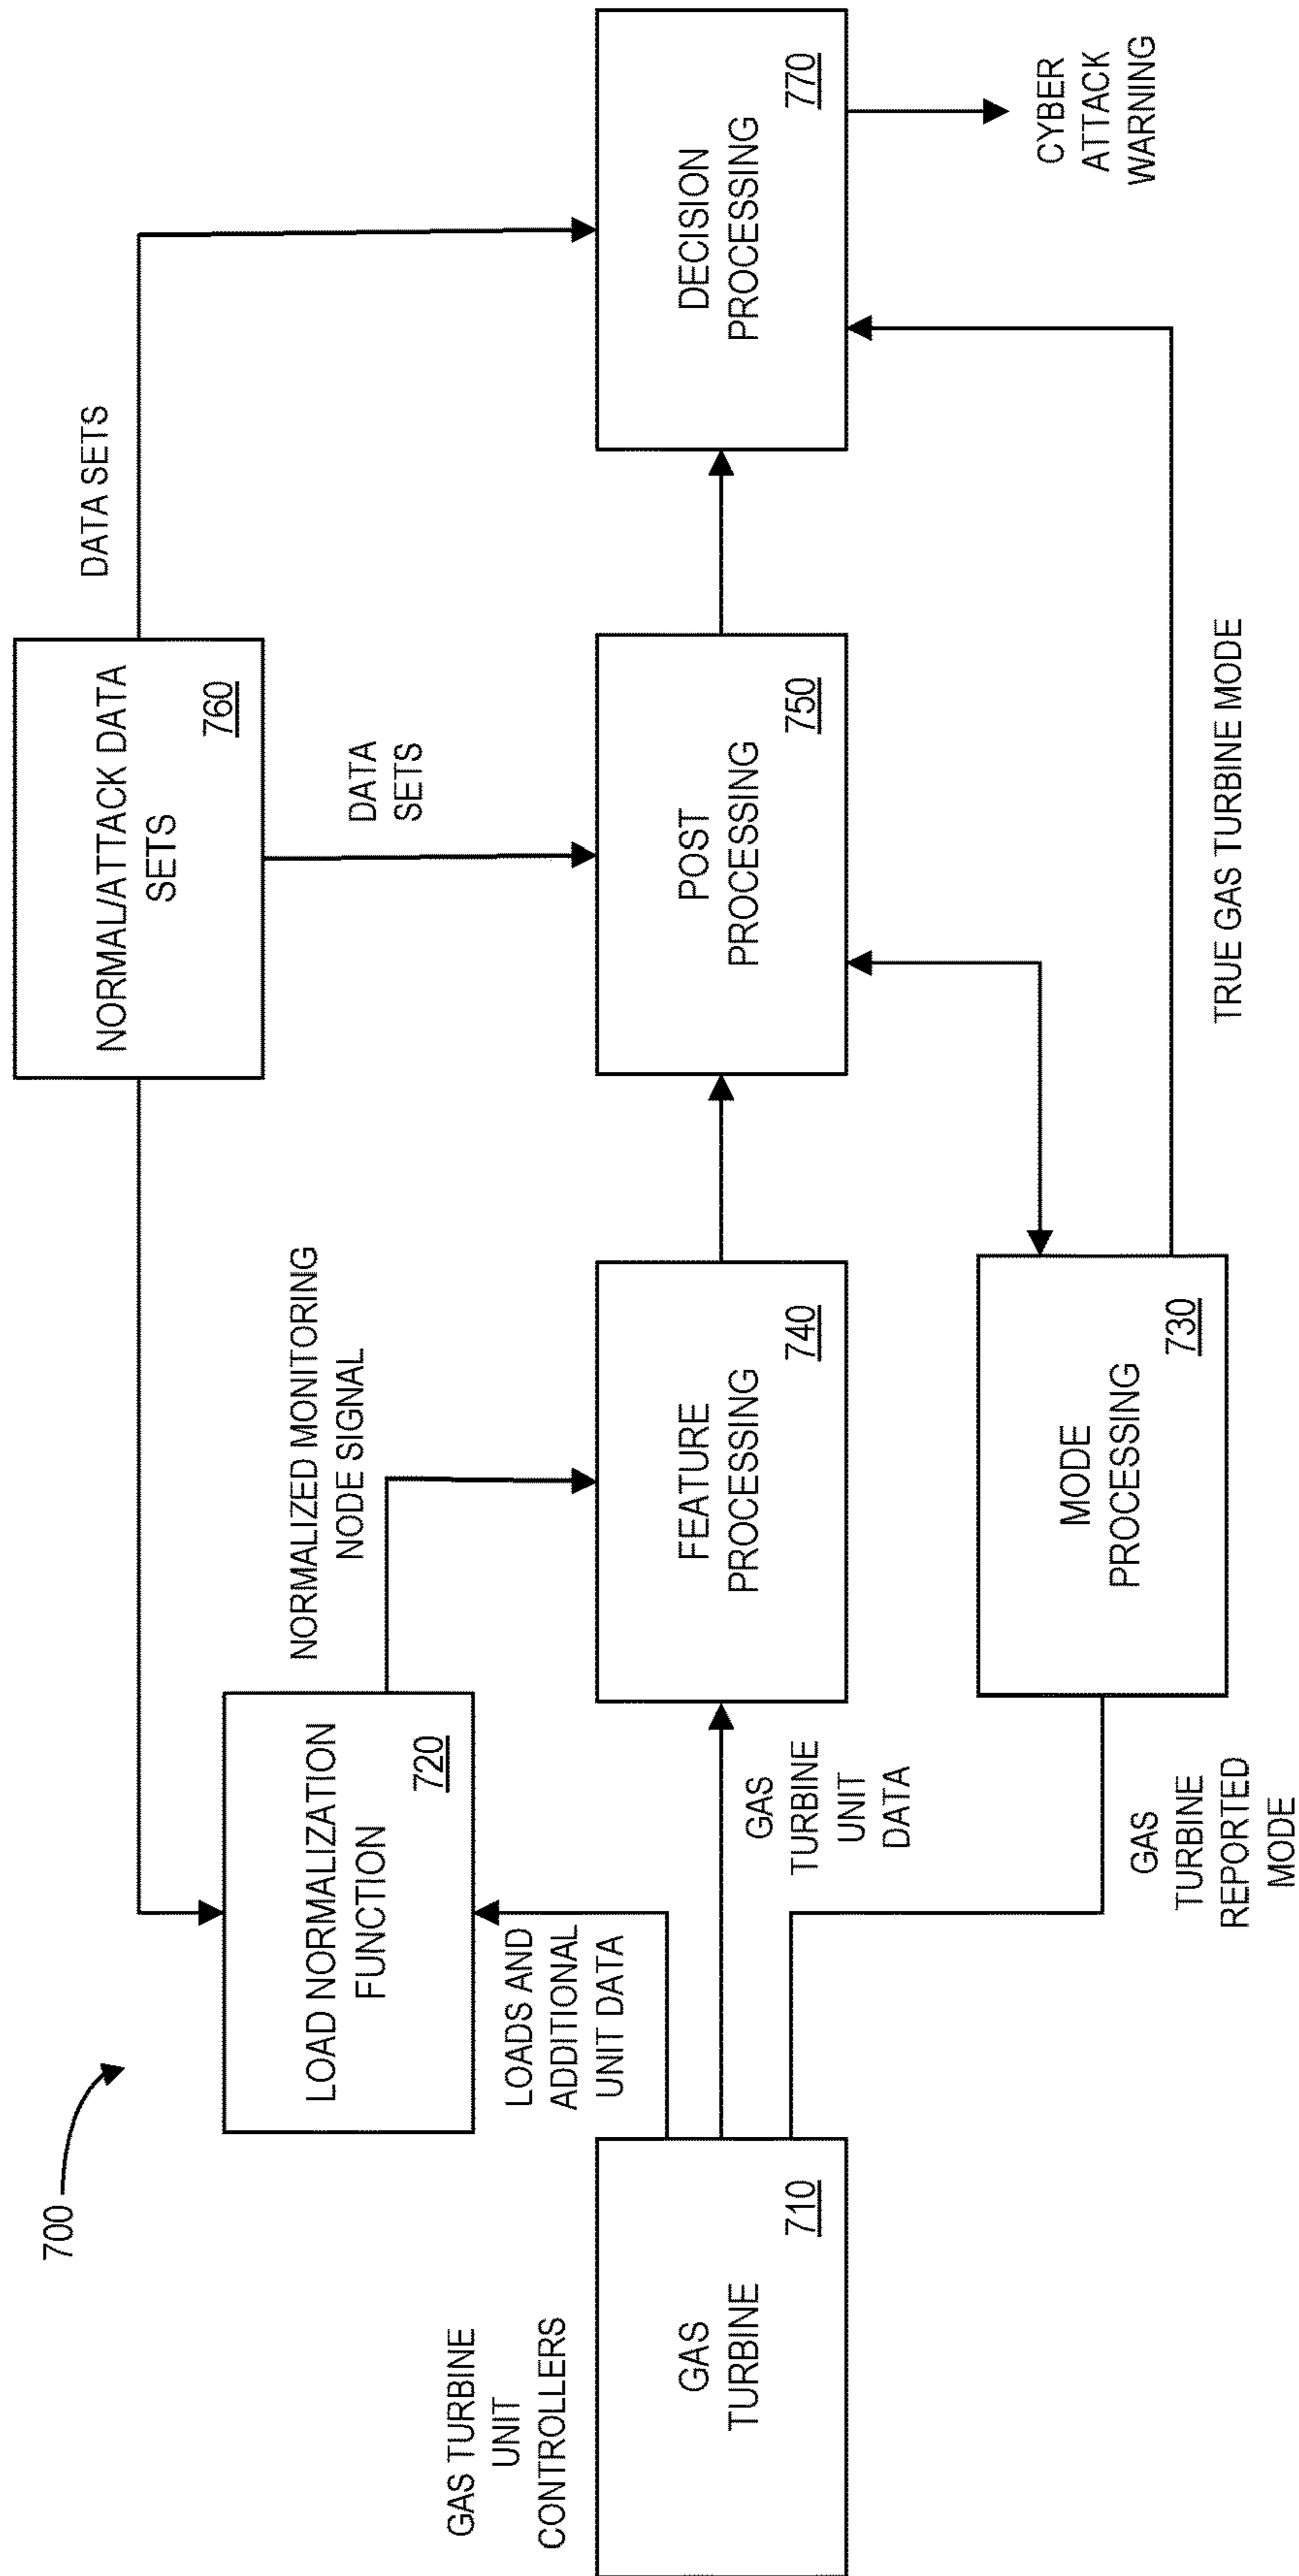 700
DATA SETS
NORMAL/ATTACK DATA
SETS
760
NORMALIZED MONITORING
NODE SIGNAL
LOAD NORMALIZATION
FUNCTION
720
DATA
SETS
GAS TURBINE
UNIT
CONTROLLERS
LOADS AND
ADDITIONAL
UNIT DATA
GAS
TURBINE
710
GAS
TURBINE
UNIT
DATA
FEATURE
PROCESSING
740
POST
PROCESSING
750
DECISION
PROCESSING
770
CYBER
ATTACK
WARNING
MODE
PROCESSING
730
GAS
TURBINE
REPORTED
MODE
TRUE GAS TURBINE MODE